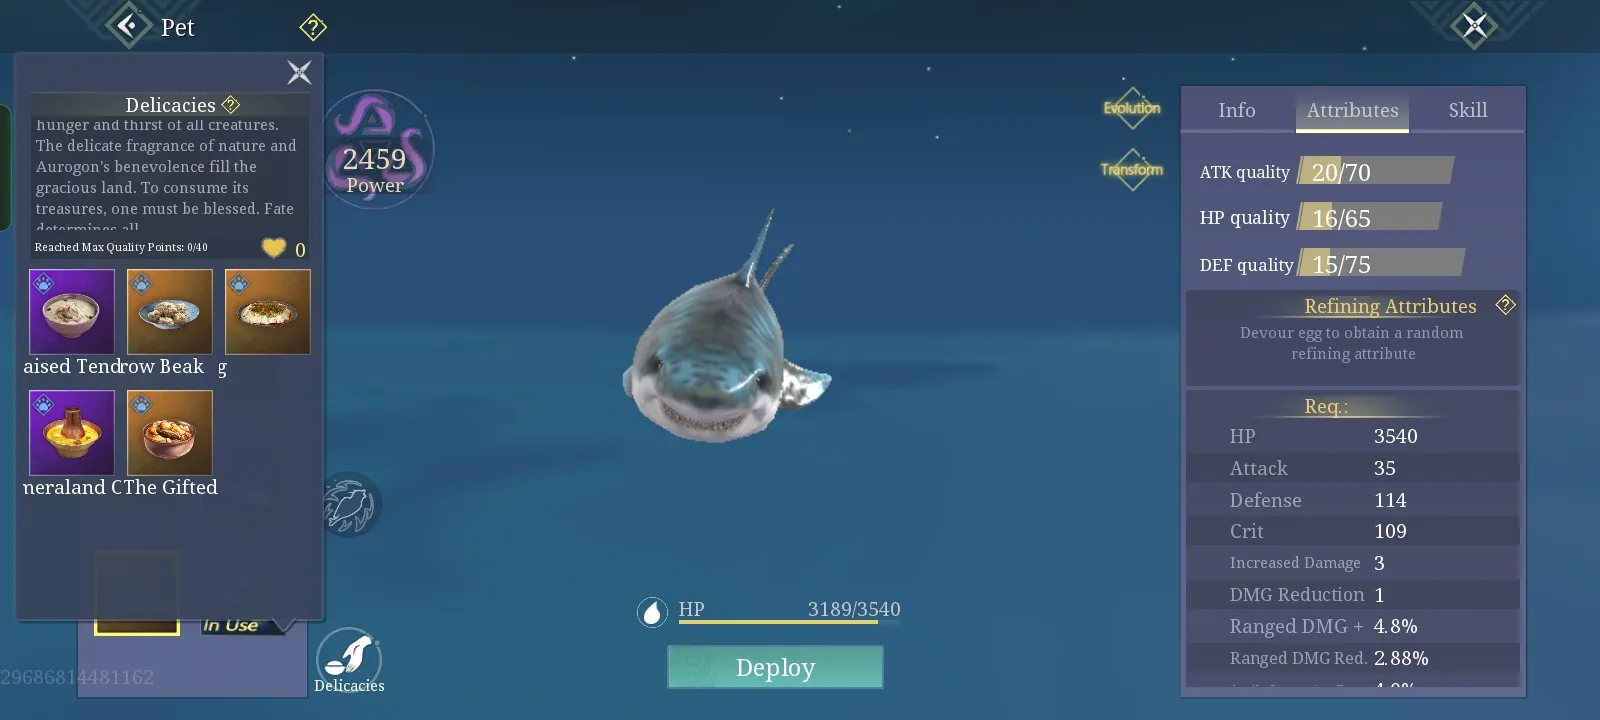 Pet
Delicacies
hunger and thirst of all creatures.
The delicate fragrance of nature and
Aurogon's benevolence fill the
gracious land. To consume its
treasures, one must be blessed. Fate
determines all
Reached Max Quality Points: 0/40
0
aised Tend
row Beak
g
neraland C
The Gifted
In Use
29686814481162
Delicacies
2459
Power
HP
3189/3540
Deploy
Evolution
Transform
Info
Attributes
Skill
ATK quality 20/70
HP quality 16/65
DEF quality 15/75
Refining Attributes
Devour egg to obtain a random
refining attribute
Req.:
HP 3540
Attack 35
Defense 114
Crit 109
Increased Damage 3
DMG Reduction 1
Ranged DMG + 4.8%
Ranged DMG Red. 2.88%